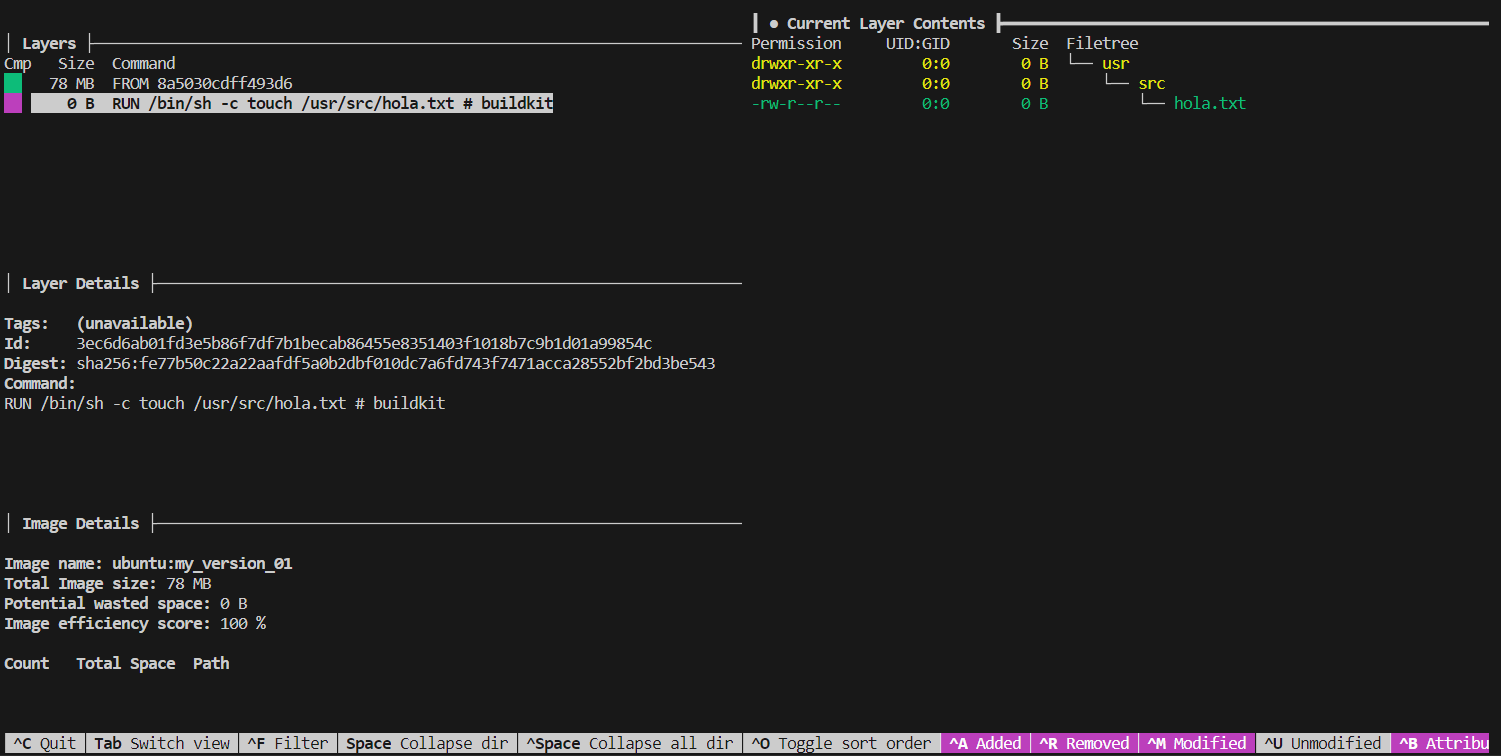 │ Layers ├
Cmp Size Command
78 MB FROM 8a5030cdff493d6
0 B RUN /bin/sh -c touch /usr/src/hola.txt # buildkit
│ Layer Details ├
Tags: (unavailable)
Id: 3ec6d6ab01fd3e5b86f7df7b1becab86455e8351403f1018b7c9b1d01a99854c
Digest: sha256:fe77b50c22a22aafdf5a0b2dbf010dc7a6fd743f7471acca28552bf2bd3be543
Command:
RUN /bin/sh -c touch /usr/src/hola.txt # buildkit
│ Image Details ├
Image name: ubuntu:my_version_01
Total Image size: 78 MB
Potential wasted space: 0 B
Image efficiency score: 100 %
Count Total Space Path
┃ ● Current Layer Contents ┣
Permission UID:GID Size Filetree
drwxr-xr-x 0:0 0 B └── usr
drwxr-xr-x 0:0 0 B └── src
-rw-r--r-- 0:0 0 B └── hola.txt
^C Quit Tab Switch view ^F Filter Space Collapse dir ^Space Collapse all dir ^O Toggle sort order ^A Added ^R Removed ^M Modified ^U Unmodified ^B Attribu